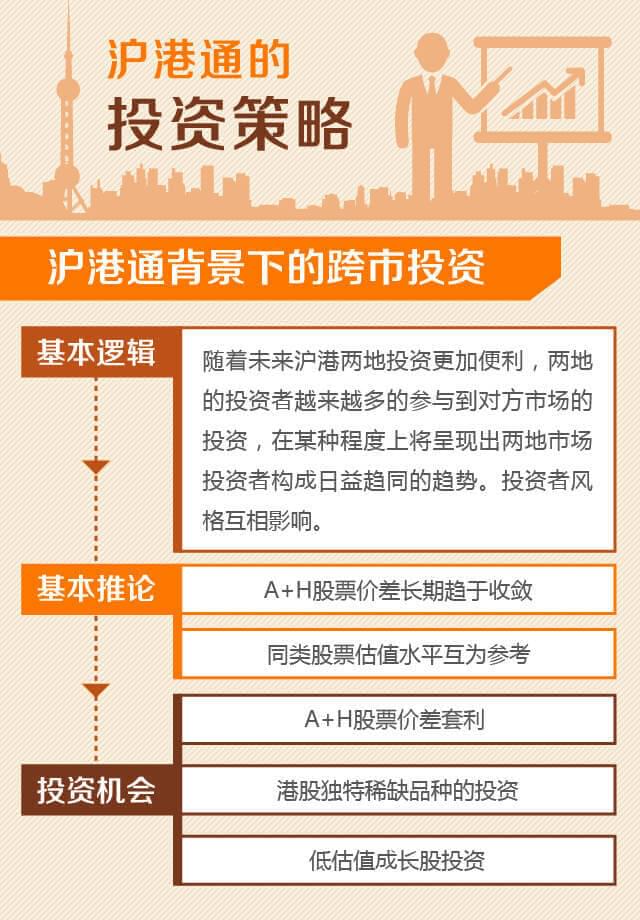 沪港通的
投资策略
沪港通背景下的跨市投资
基本逻辑
随着未来沪港两地投资更加便利，两地
的投资者越来越多的参与到对方市场的
投资，在某种程度上将呈现出两地市场
投资者构成日益趋同的趋势。投资者风
格互相影响。
基本推论
A+H股票价差长期趋于收敛
同类股票估值水平互为参考
投资机会
A+H股票价差套利
港股独特稀缺品种的投资
低估值成长股投资